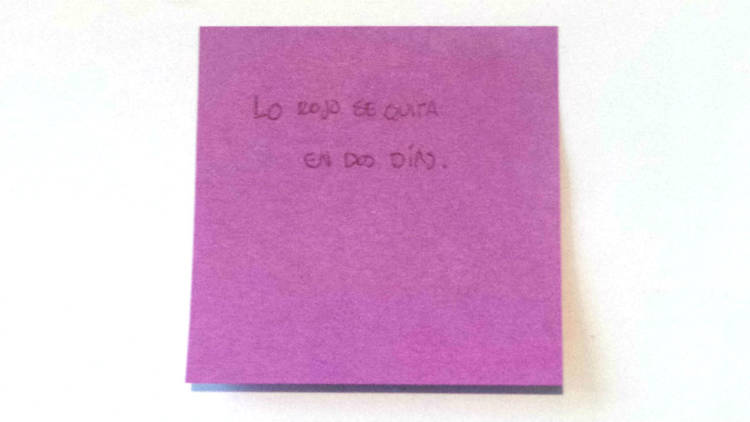 LO ROJO SE QUITA
EN DOS DÍAS.